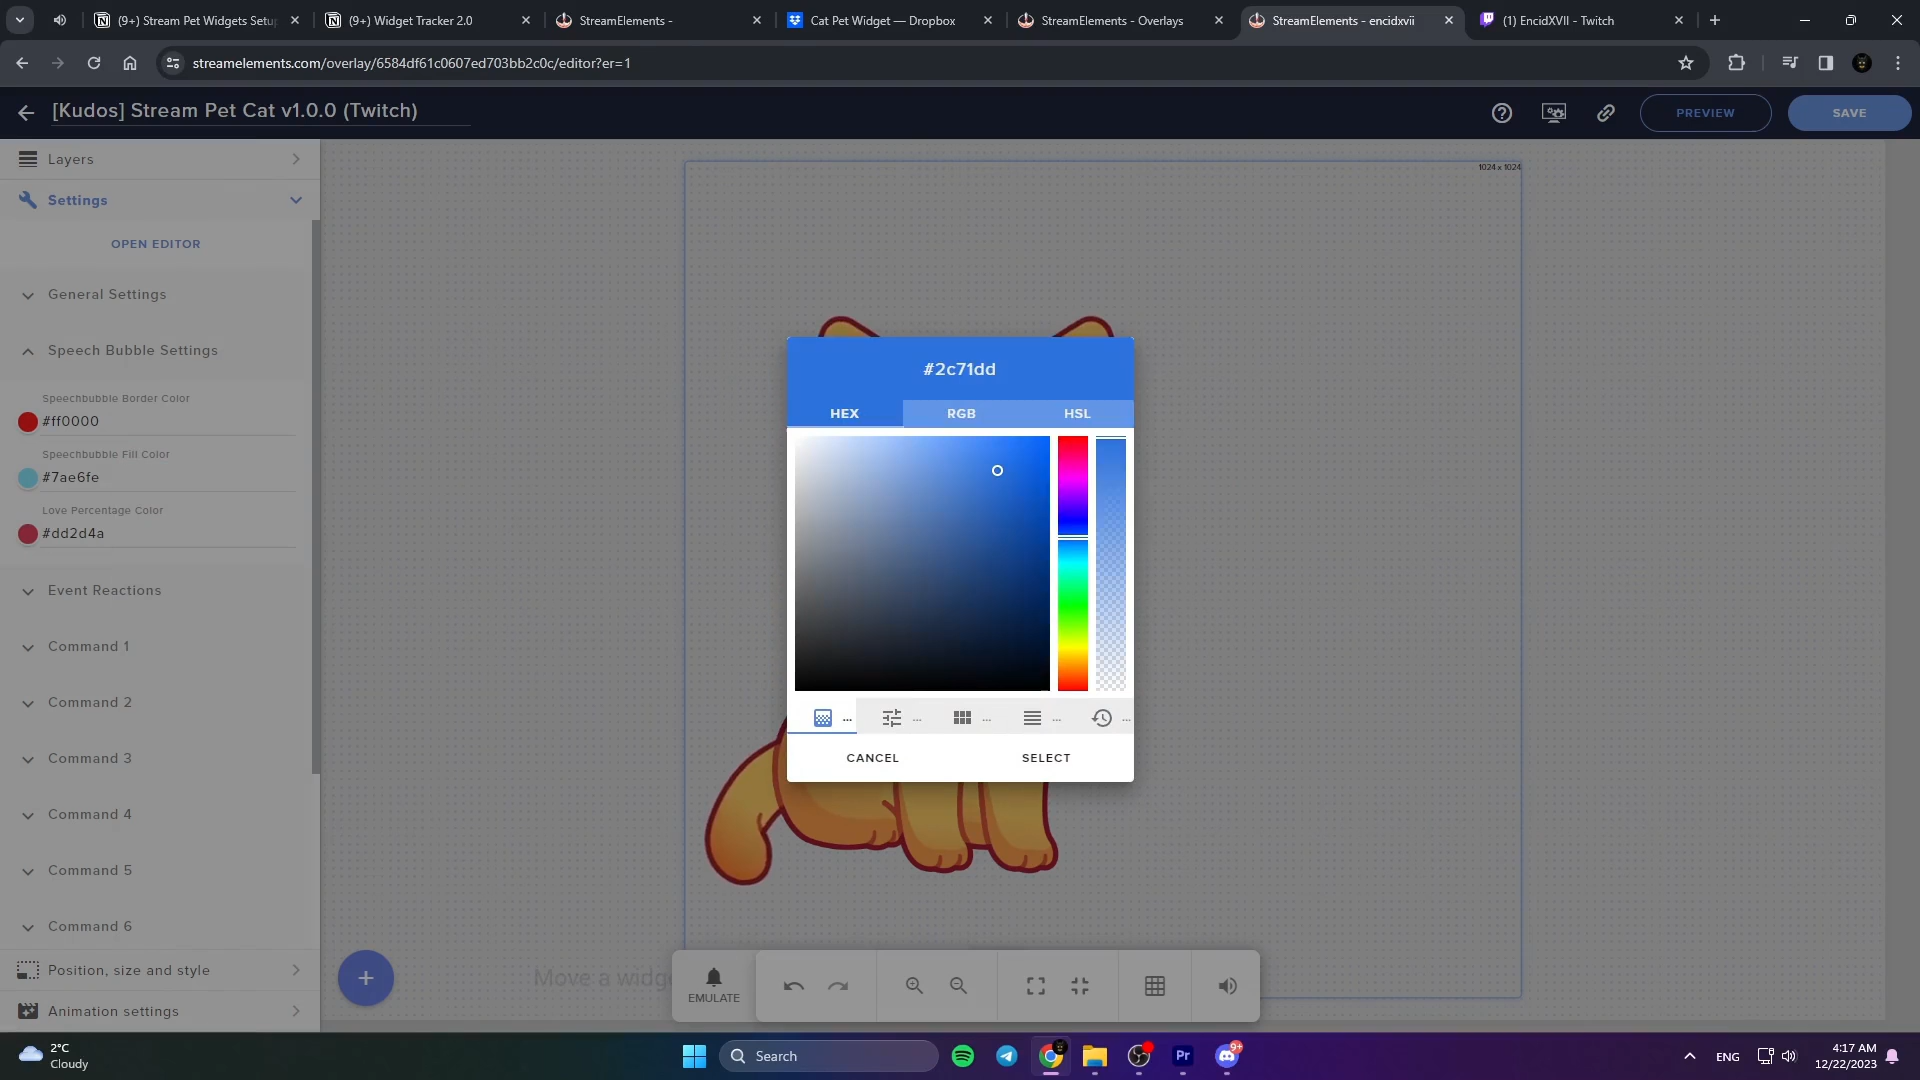 (9+) Stream Pet Widgets Setup
(9+) Widget Tracker 2.0
StreamElements -
Cat Pet Widget — Dropbox
StreamElements - Overlays
StreamElements - encidxvii
(1) EncidXVII - Twitch
streamelements.com/overlay/6584df61c0607ed703bb2c0c/editor?er=1
[Kudos] Stream Pet Cat v1.0.0 (Twitch)
PREVIEW
SAVE
Layers
Settings
OPEN EDITOR
General Settings
Speech Bubble Settings
Speechbubble Border Color
#ff0000
Speechbubble Fill Color
#7ae6fe
Love Percentage Color
#dd2d4a
Event Reactions
Command 1
Command 2
Command 3
Command 4
Command 5
Command 6
Position, size and style
Animation settings
1024 x 1024
#2c71dd
HEX
RGB
HSL
... ... ... ... ...
CANCEL
SELECT
Move a widge
EMULATE
2°C
Cloudy
Search
Pr
9+
ENG
4:17 AM
12/22/2023